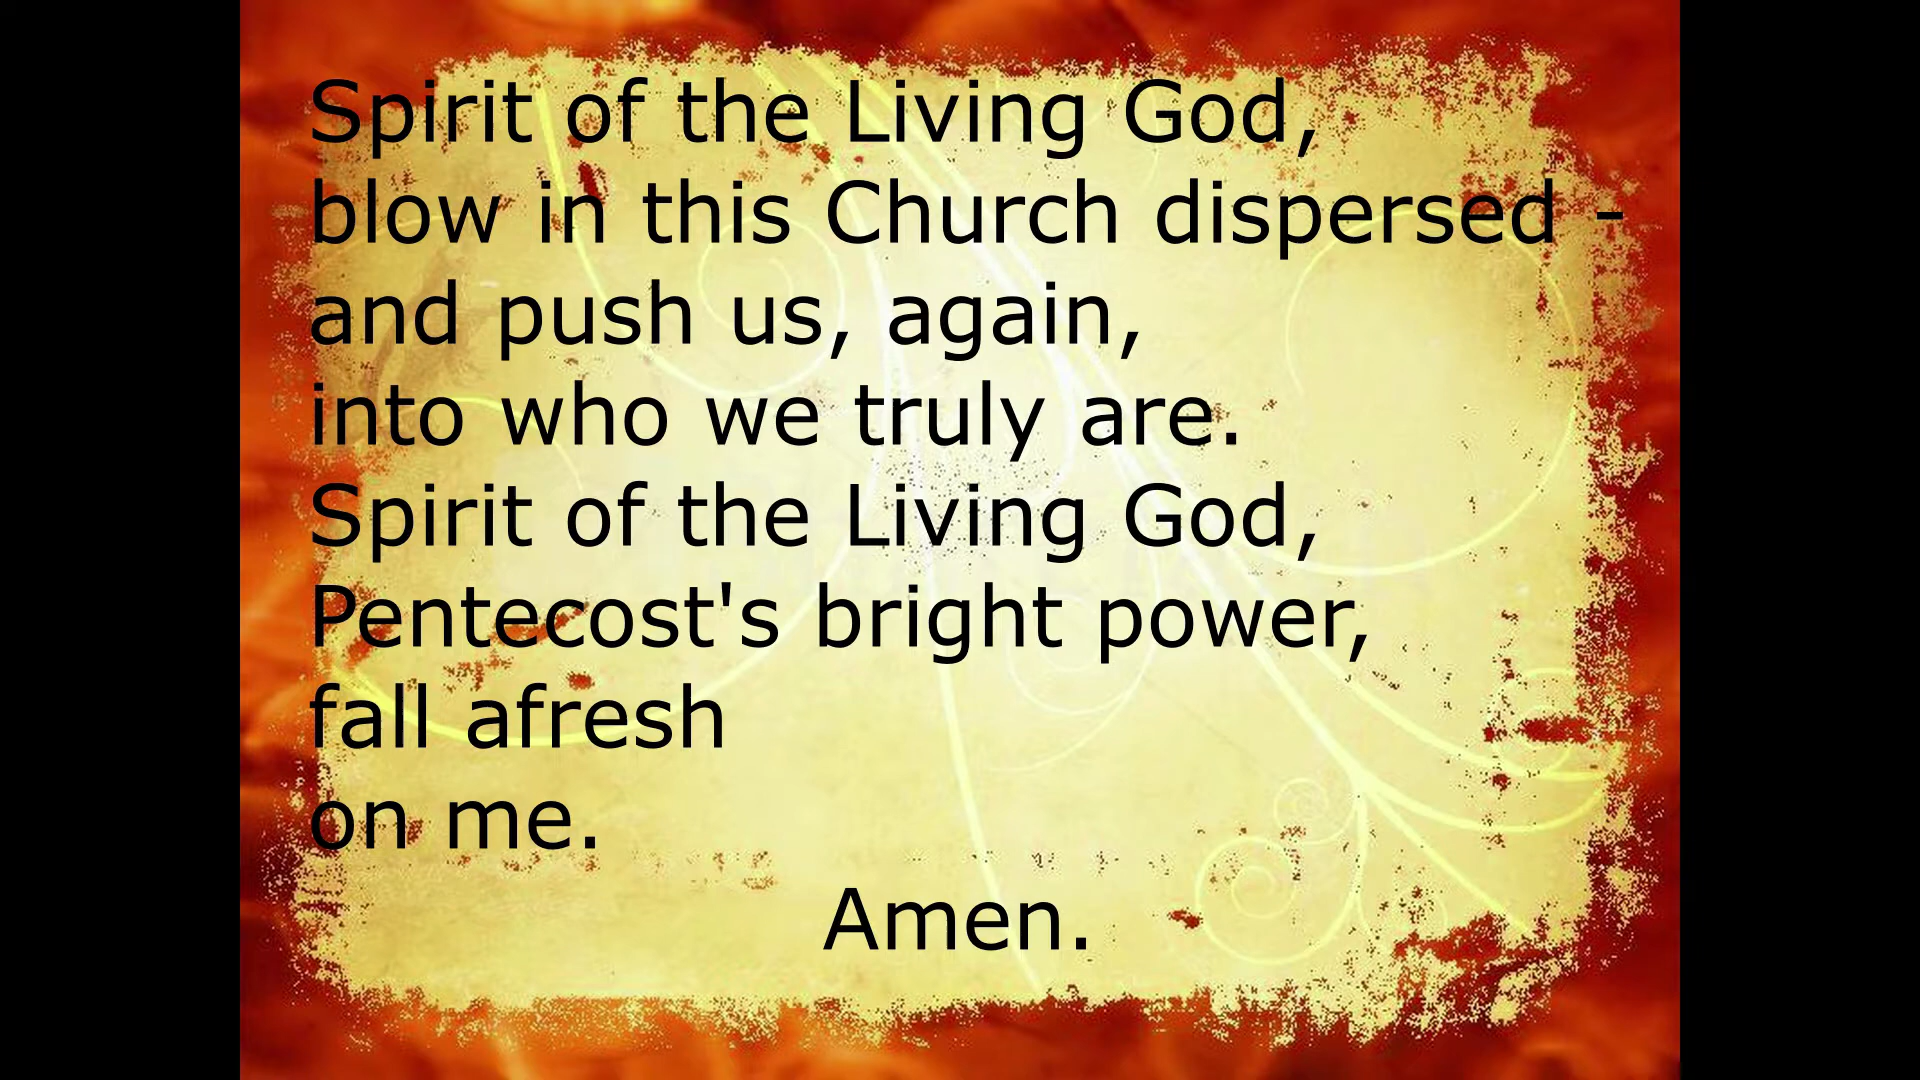 Spirit of the Living God,
blow in this Church dispersed -
and push us, again,
into who we truly are.
Spirit of the Living God,
Pentecost's bright power,
fall afresh
on me.
Amen.